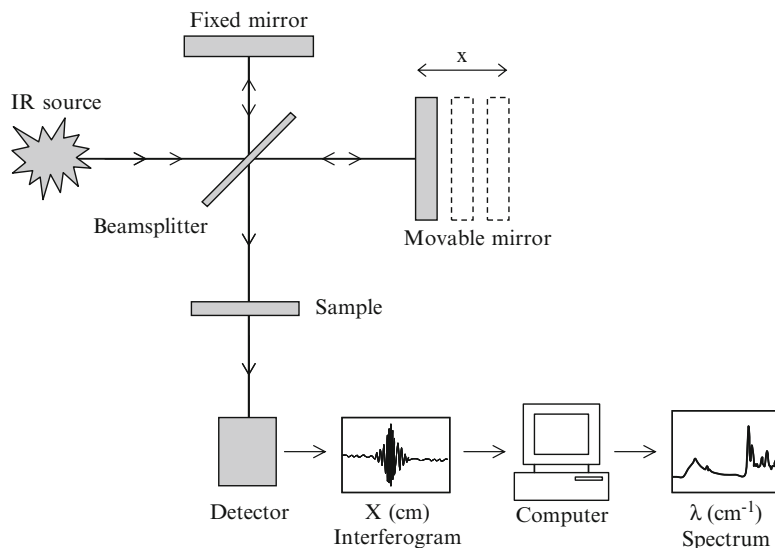 Fixed mirror
x
IR source
Beamsplitter
Movable mirror
Sample
Detector
X (cm)
Interferogram
Computer
λ (cm⁻¹)
Spectrum